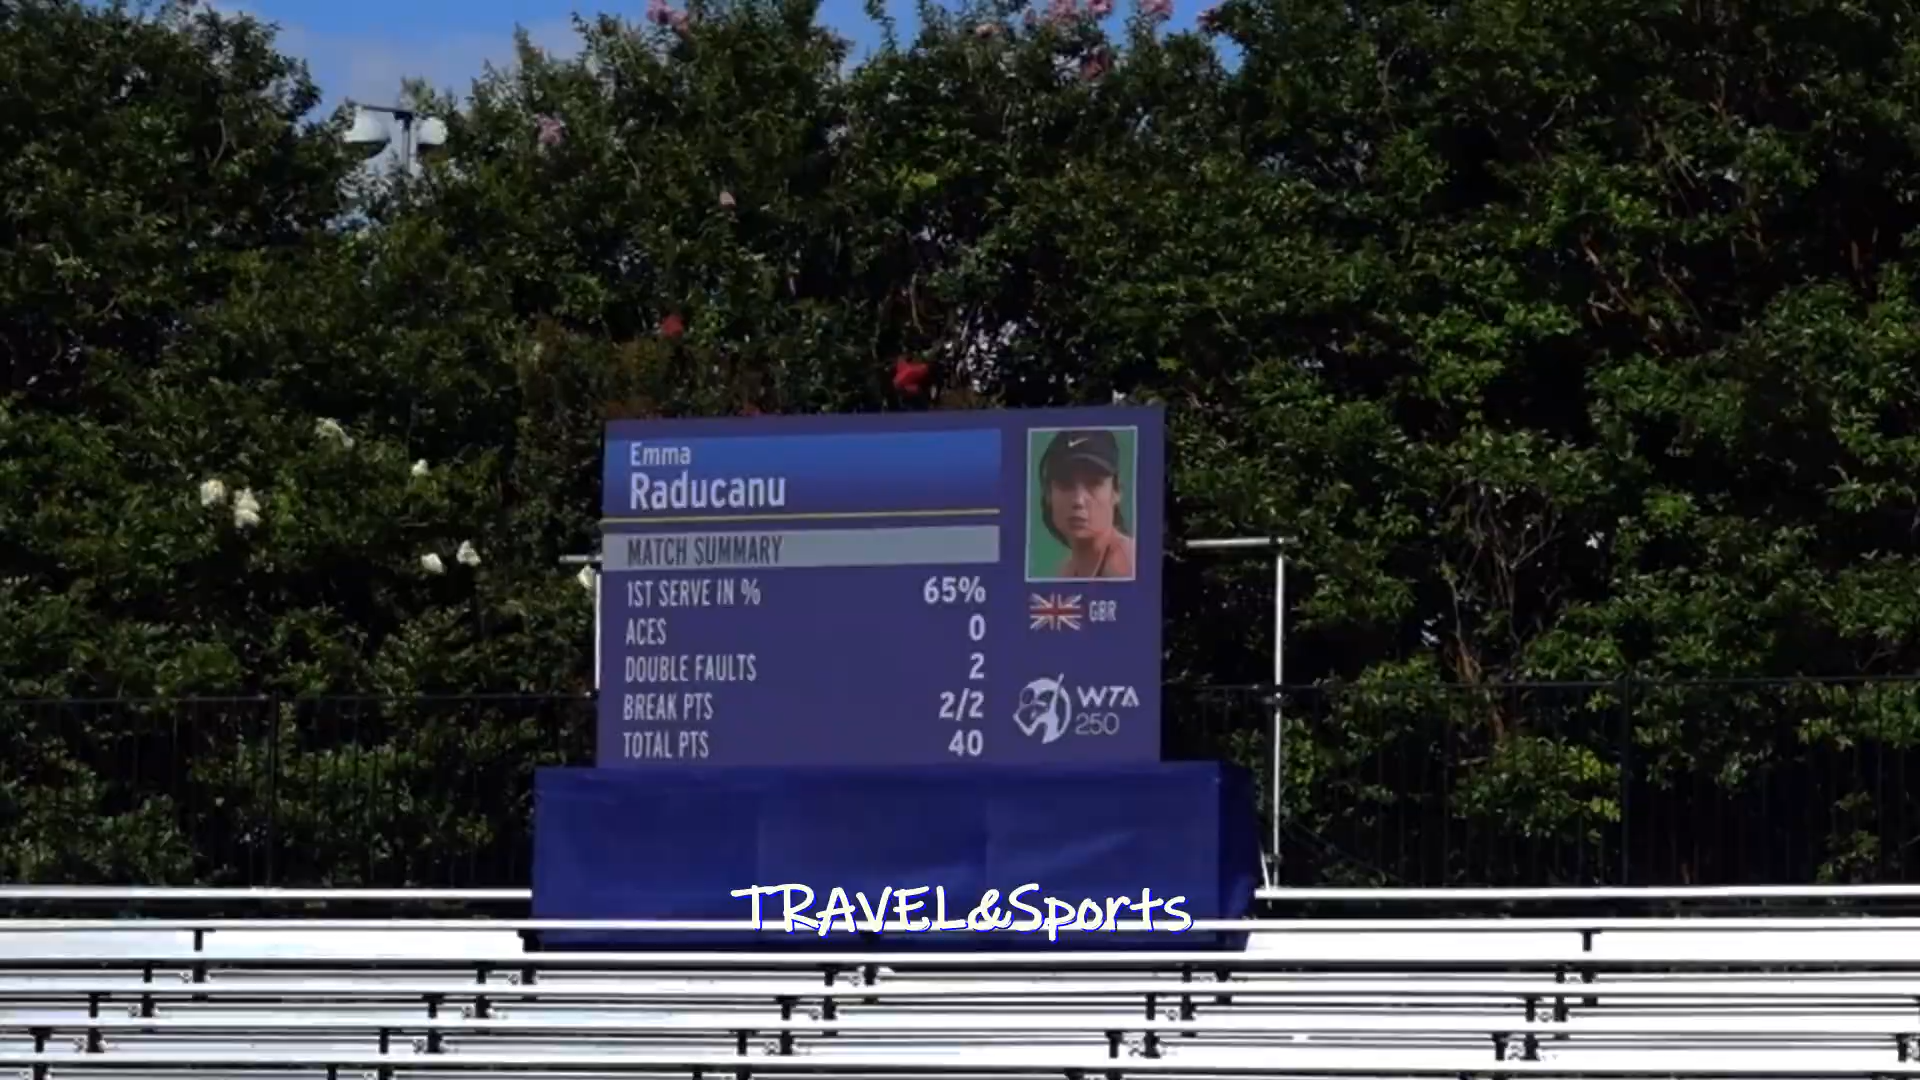 Emma
Raducanu
MATCH SUMMARY
1ST SERVE IN % 65%
ACES 0
DOUBLE FAULTS 2
BREAK PTS 2/2
TOTAL PTS 40
GBR
WTA
250
TRAVEL&Sports